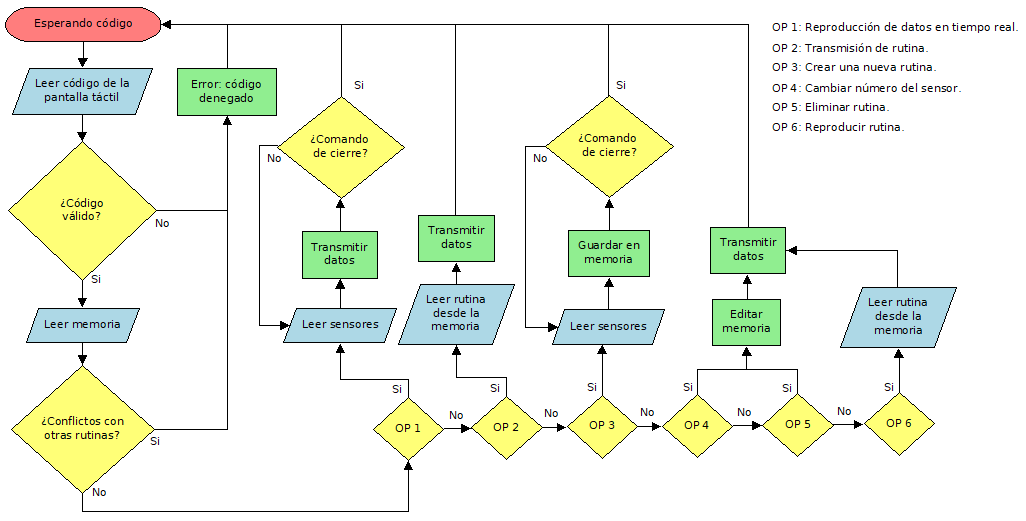 Esperando código
Leer código de la
pantalla táctil
¿Código
válido?
No
Si
Leer memoria
¿Conflictos con
otras rutinas?
Si
No
Error: código
denegado
Si
¿Comando
de cierre?
No
Transmitir
datos
Leer sensores
Si
OP 1
No
Transmitir
datos
Leer rutina
desde la
memoria
Si
OP 2
No
Si
¿Comando
de cierre?
No
Guardar en
memoria
Leer sensores
Si
OP 3
No
Transmitir
datos
Editar
memoria
Si
OP 4
No
Si
OP 5
No
Leer rutina
desde la
memoria
Si
OP 6
OP 1: Reproducción de datos en tiempo real.
OP 2: Transmisión de rutina.
OP 3: Crear una nueva rutina.
OP 4: Cambiar número del sensor.
OP 5: Eliminar rutina.
OP 6: Reproducir rutina.